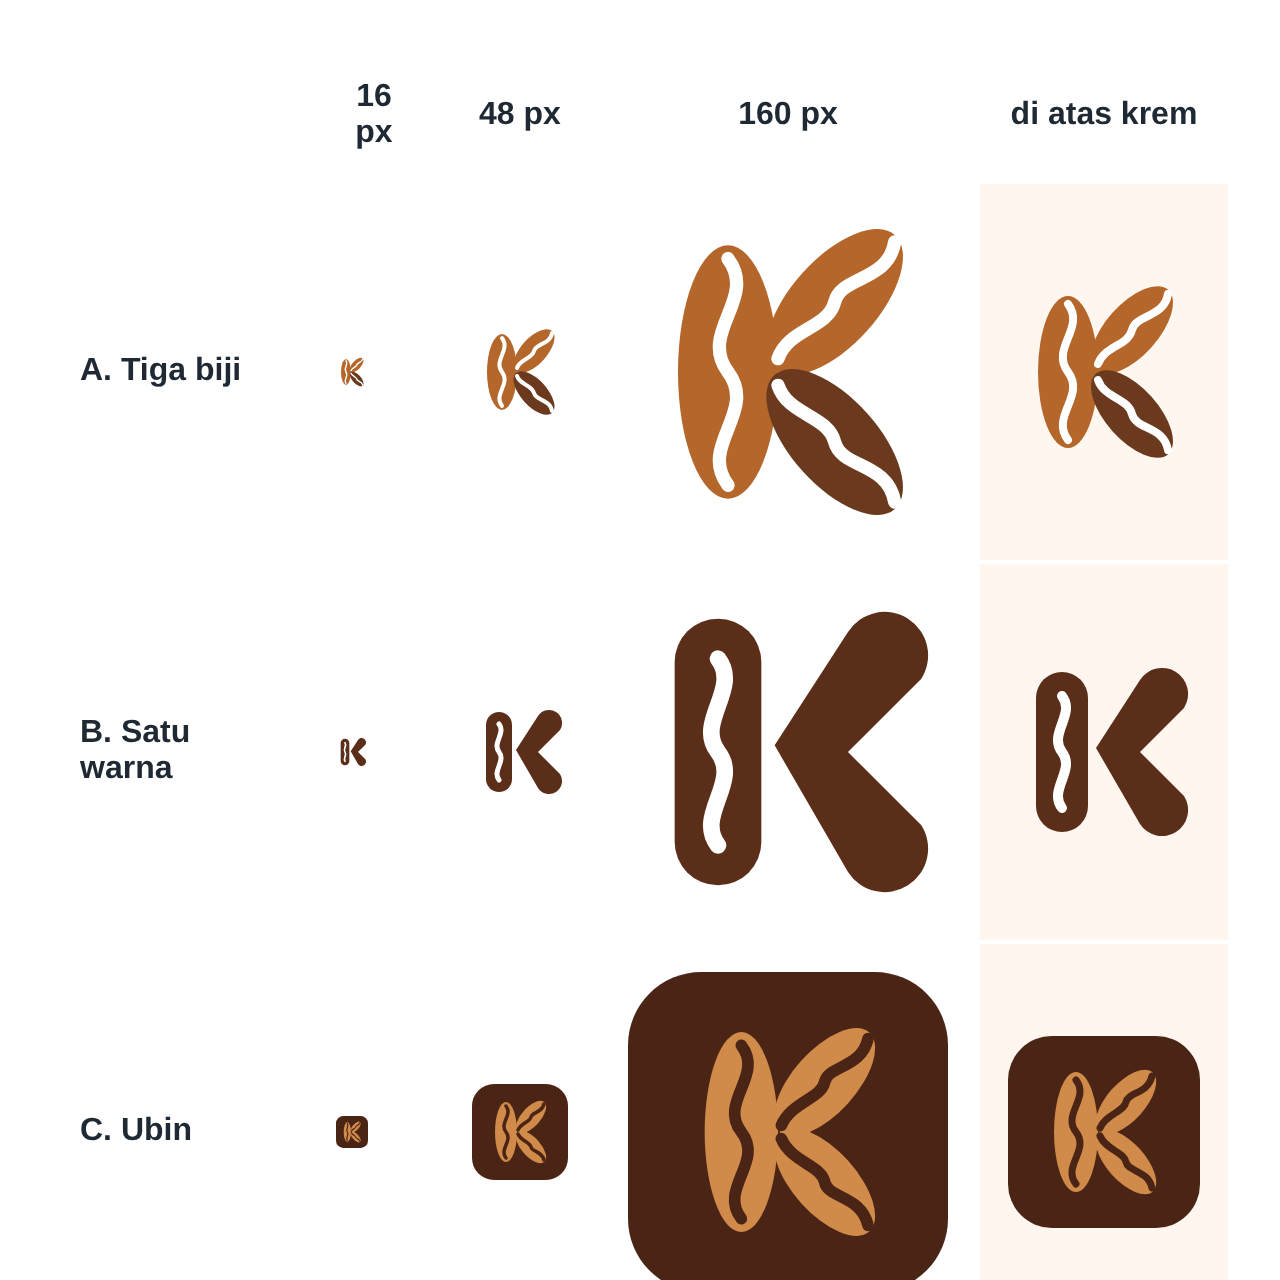 16
px
48 px
160 px
di atas krem
A. Tiga biji
B. Satu
warna
C. Ubin